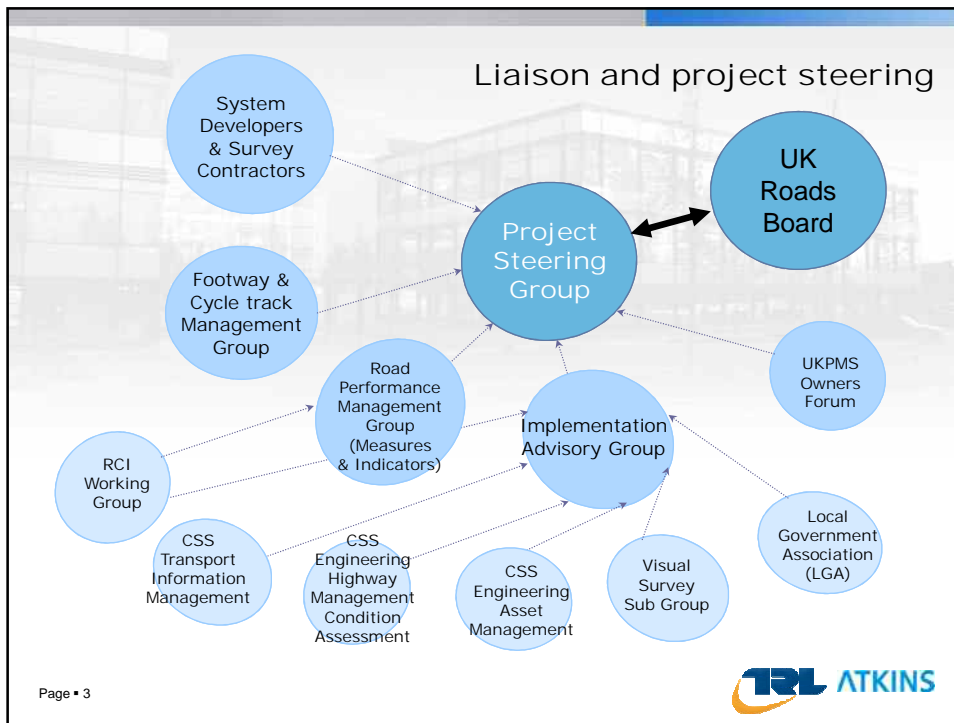 Liaison and project steering
System
Developers
& Survey
Contractors
UK
Roads
Board
Project
Steering
Group
Footway &
Cycle track
Management
Group
Road
Performance
Management
Group
(Measures
& Indicators)
Implementation
Advisory Group
UKPMS
Owners
Forum
RCI
Working
Group
CSS
Transport
Information
Management
CSS
Engineering
Highway
Management
Condition
Assessment
CSS
Engineering
Asset
Management
Visual
Survey
Sub Group
Local
Government
Association
(LGA)
Page ▪ 3
TRL ATKINS